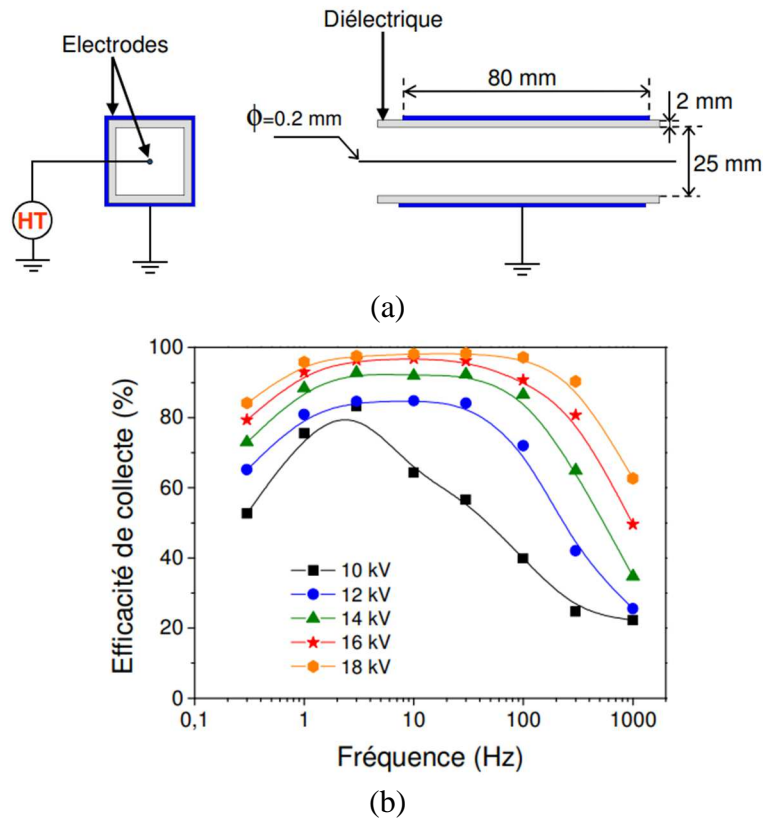 Diélectrique
Electrodes
80 mm
2 mm
ϕ=0.2 mm
25 mm
HT
(a)
100
80
60
40
20
0
Efficacité de collecte (%)
10 kV
12 kV
14 kV
16 kV
18 kV
0,1
1
10
100
1000
Fréquence (Hz)
(b)